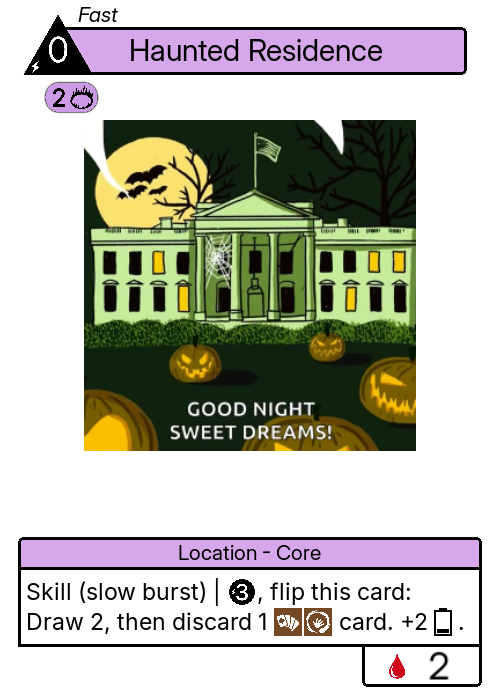 Fast
0
Haunted Residence
2
GOOD NIGHT
SWEET DREAMS!
Location - Core
Skill (slow burst) | 3, flip this card:
Draw 2, then discard 1 card. +2 .
2